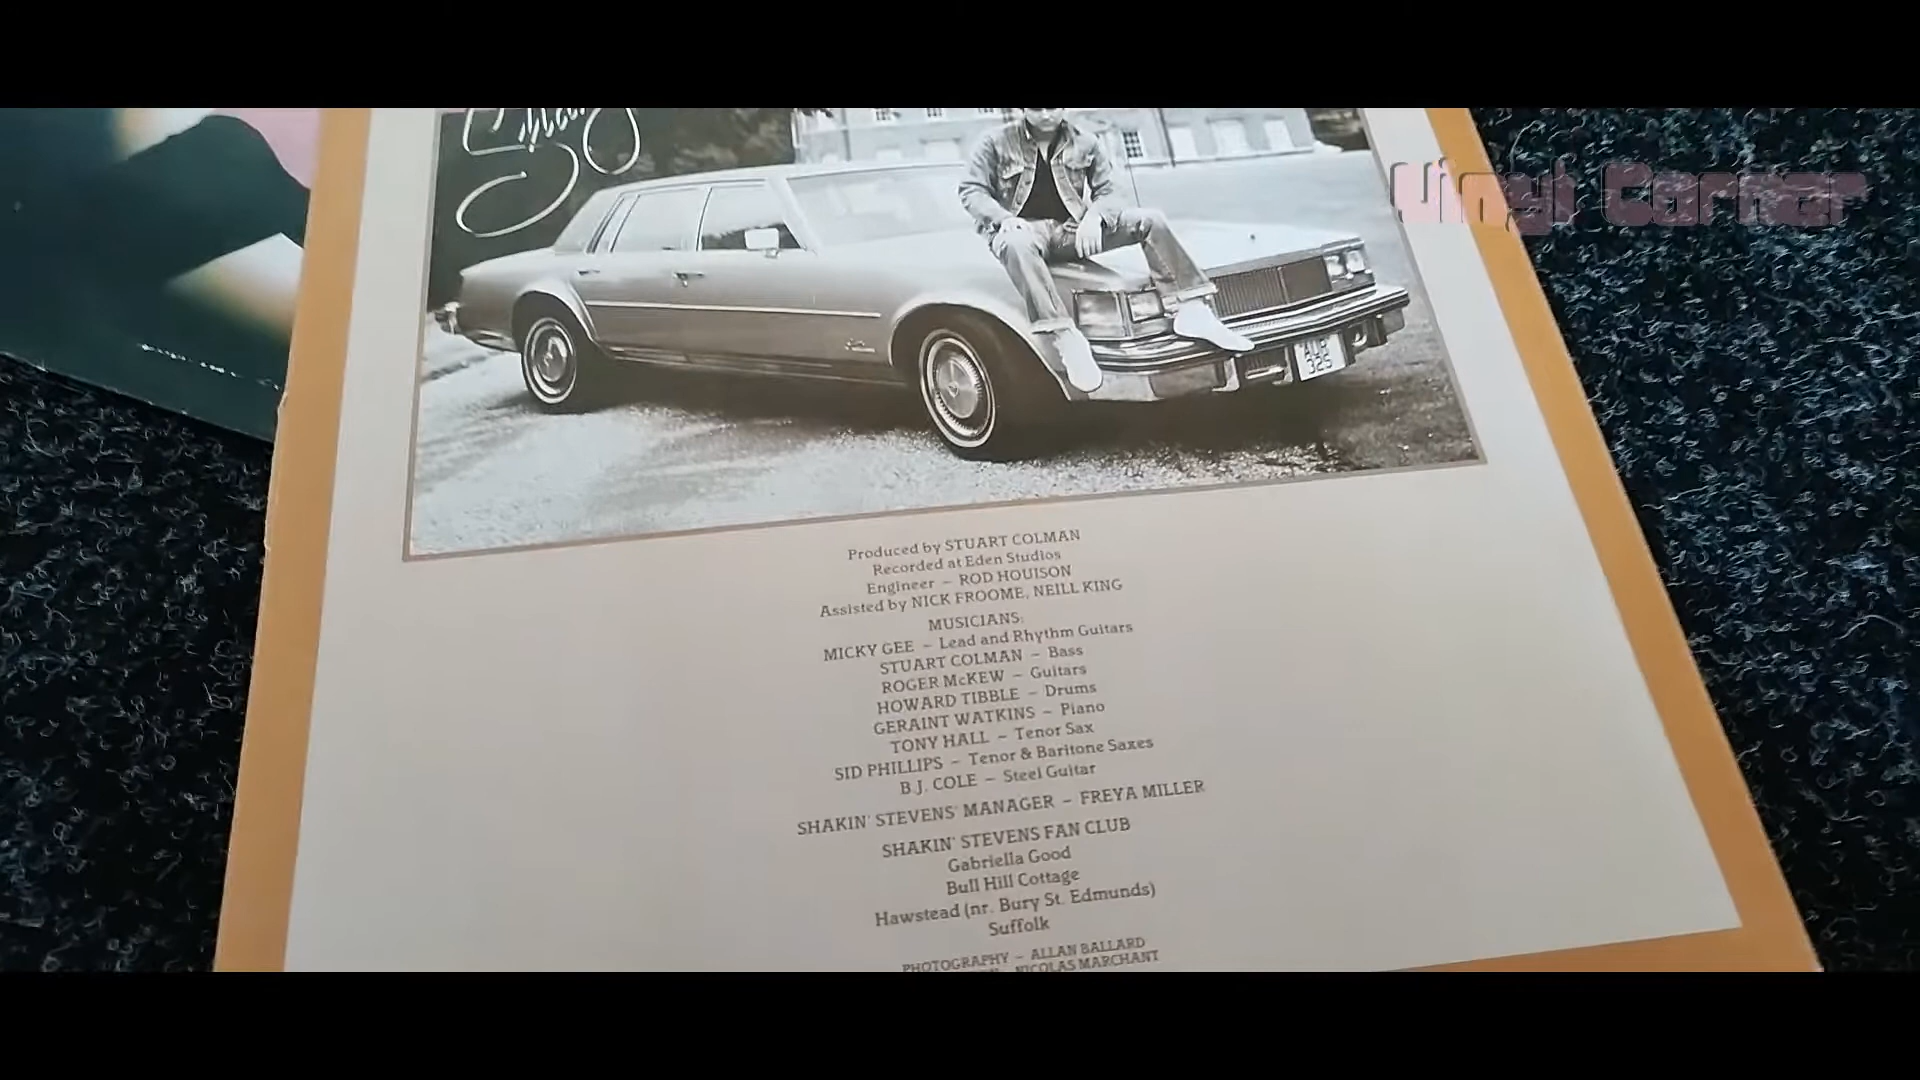 Shaky
Vinyl Corner
AUR
325
Produced by STUART COLMAN
Recorded at Eden Studios
Engineer – ROD HOUISON
Assisted by NICK FROOME, NEILL KING
MUSICIANS:
MICKY GEE – Lead and Rhythm Guitars
STUART COLMAN – Bass
ROGER McKEW – Guitars
HOWARD TIBBLE – Drums
GERAINT WATKINS – Piano
TONY HALL – Tenor Sax
SID PHILLIPS – Tenor & Baritone Saxes
B.J. COLE – Steel Guitar
SHAKIN' STEVENS' MANAGER – FREYA MILLER
SHAKIN' STEVENS FAN CLUB
Gabriella Good
Bull Hill Cottage
Hawstead (nr. Bury St. Edmunds)
Suffolk
PHOTOGRAPHY – ALLAN BALLARD
NICOLAS MARCHANT